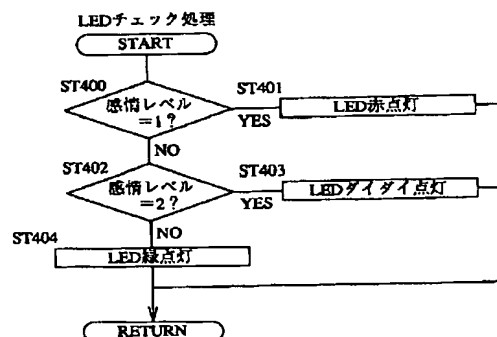 LEDチェック処理
START
ST400
感情レベル
=1?
YES
ST401
LED赤点灯
NO
ST402
感情レベル
=2?
YES
ST403
LEDダイダイ点灯
NO
ST404
LED緑点灯
RETURN